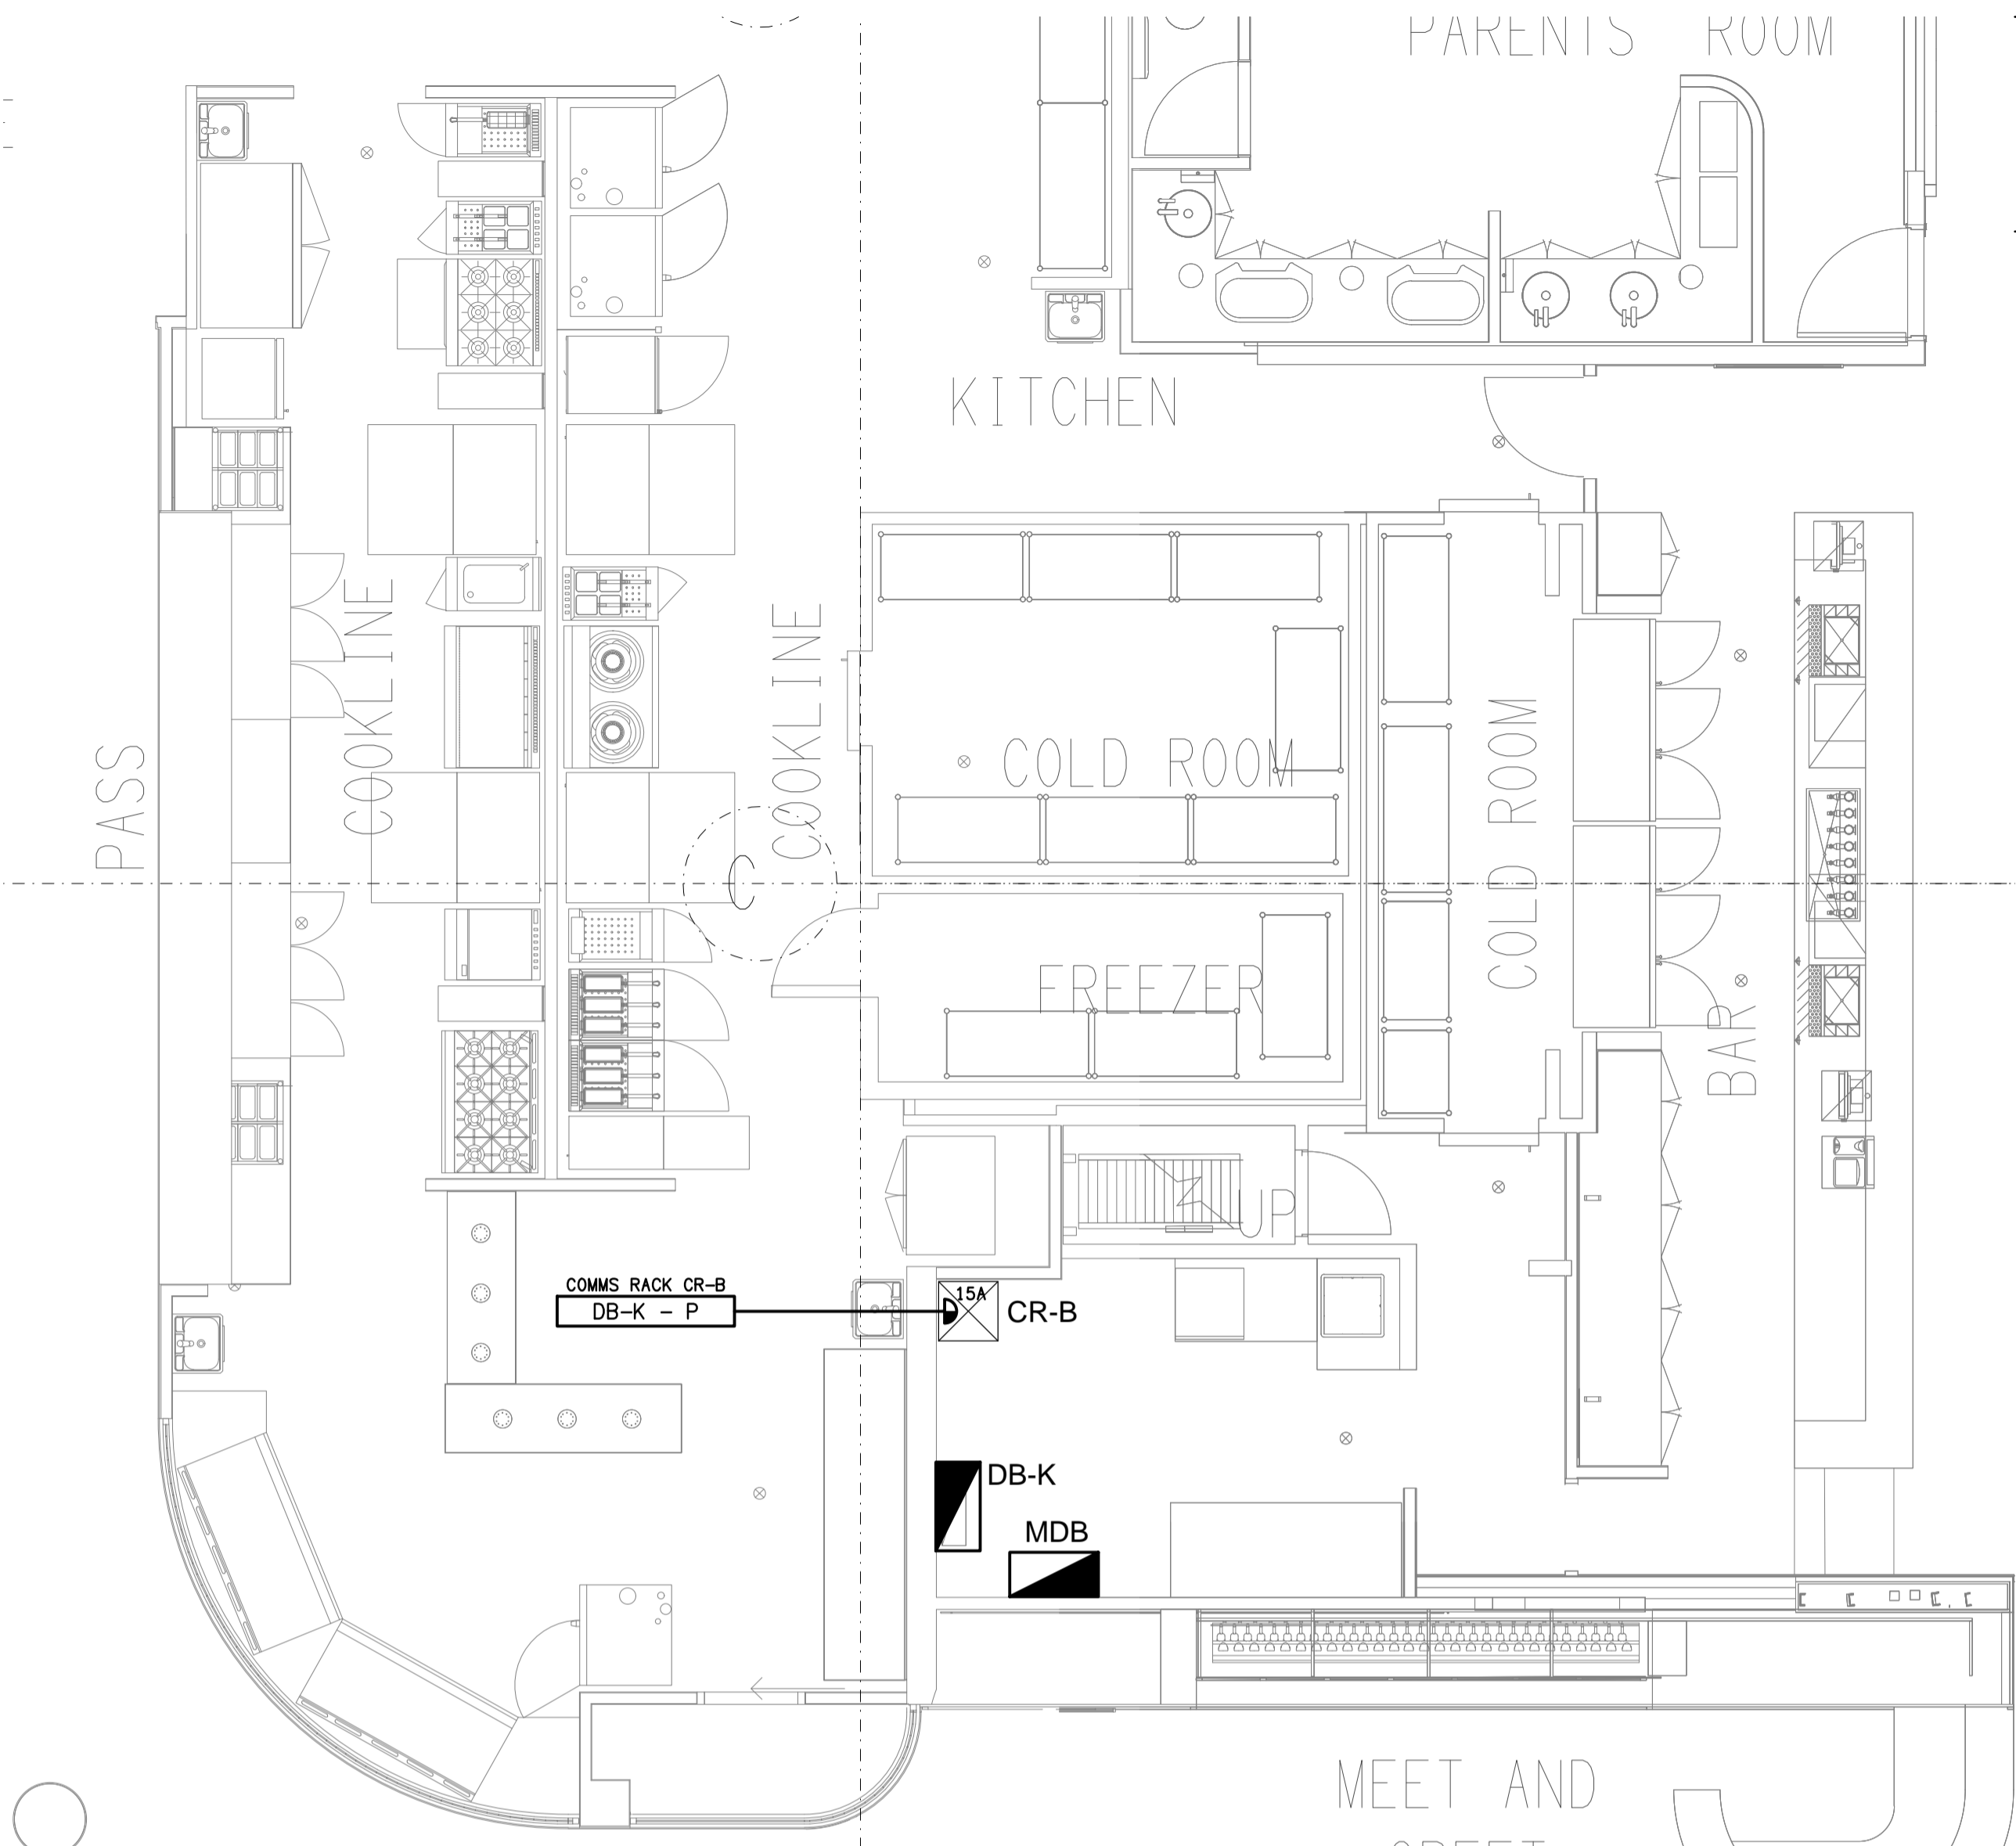 PARENTS ROOM
KITCHEN
COOKLINE
COOKLINE
PASS
COLD ROOM
COLD ROOM
C
FREEZER
BAR
UP
COMMS RACK CR-B
DB-K - P
15A
CR-B
DB-K
MDB
MEET AND